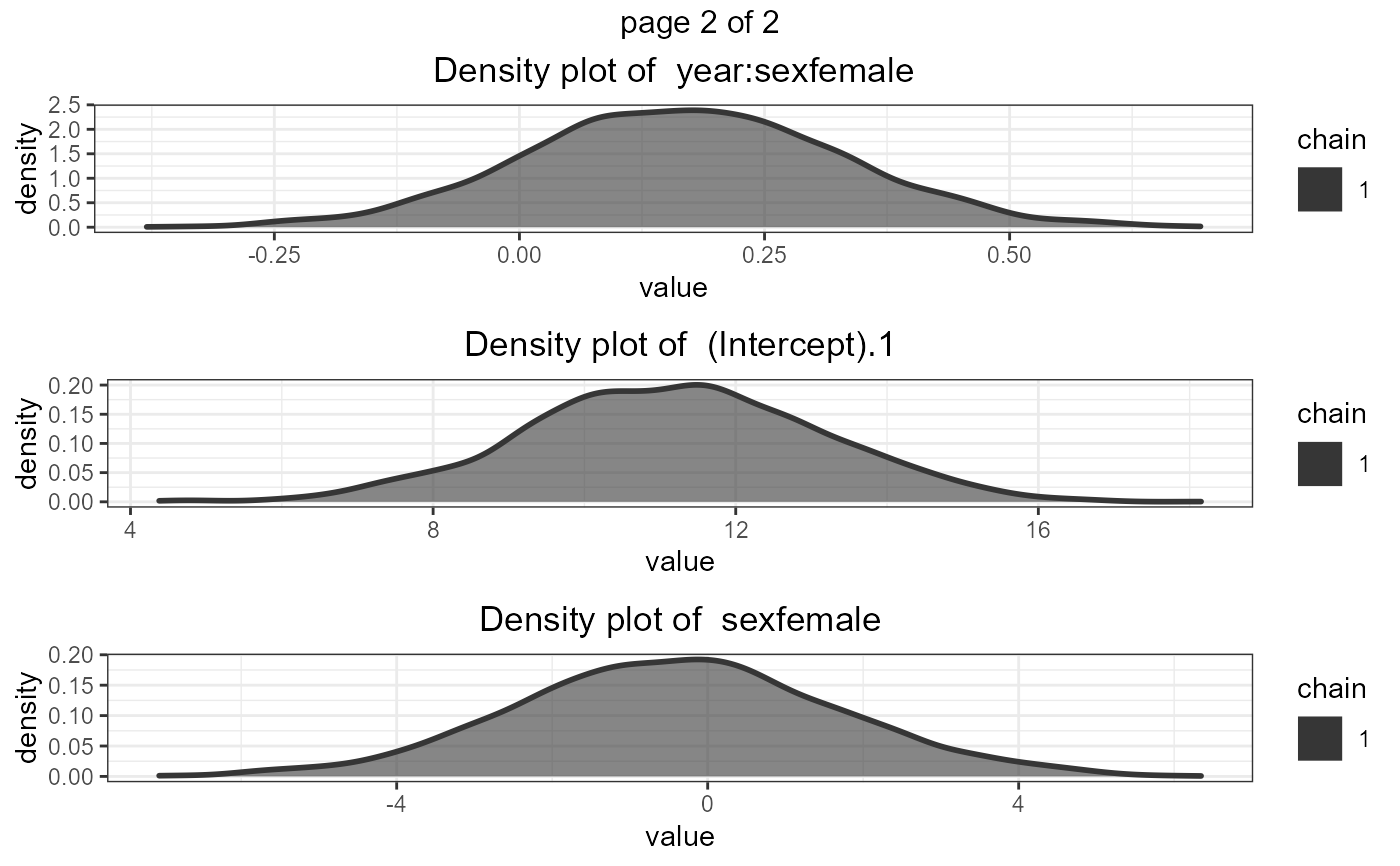 page 2 of 2
Density plot of  year:sexfemale
density
2.5
2.0
1.5
1.0
0.5
0.0
-0.25 0.00 0.25 0.50
value
chain
1
Density plot of  (Intercept).1
density
0.20
0.15
0.10
0.05
0.00
4 8 12 16
value
chain
1
Density plot of  sexfemale
density
0.20
0.15
0.10
0.05
0.00
-4 0 4
value
chain
1